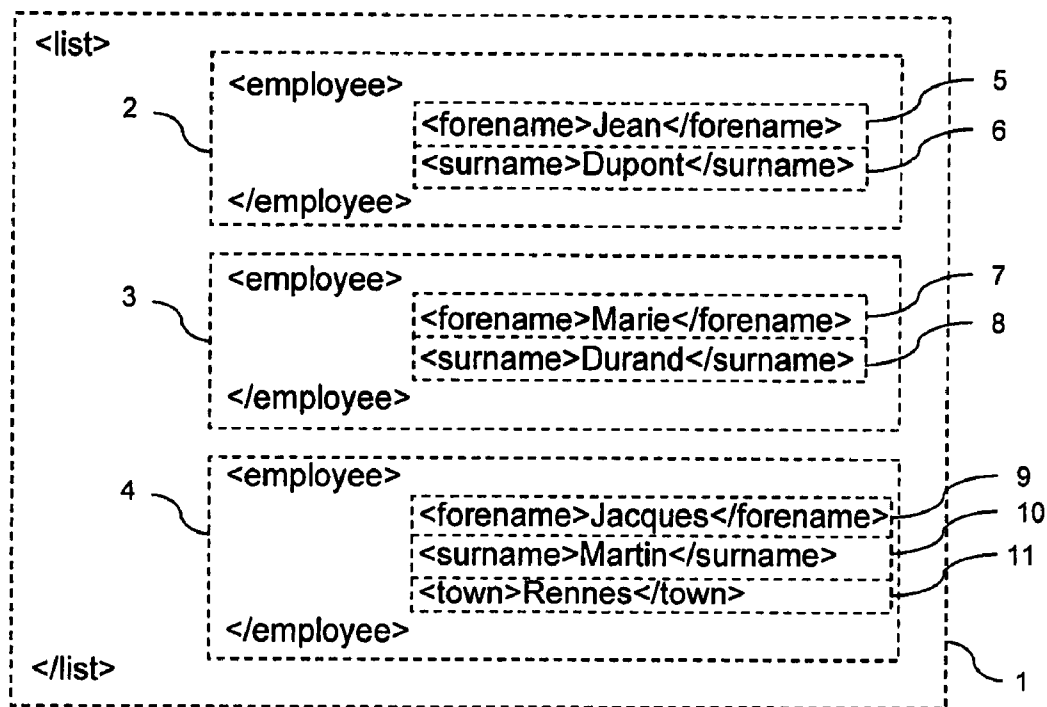 <list>
<employee>
5
2
<forename>Jean</forename>
6
<surname>Dupont</surname>
</employee>
<employee>
7
3
<forename>Marie</forename>
8
<surname>Durand</surname>
</employee>
<employee>
9
4
<forename>Jacques</forename>
10
<surname>Martin</surname>
11
<town>Rennes</town>
</employee>
</list>
1